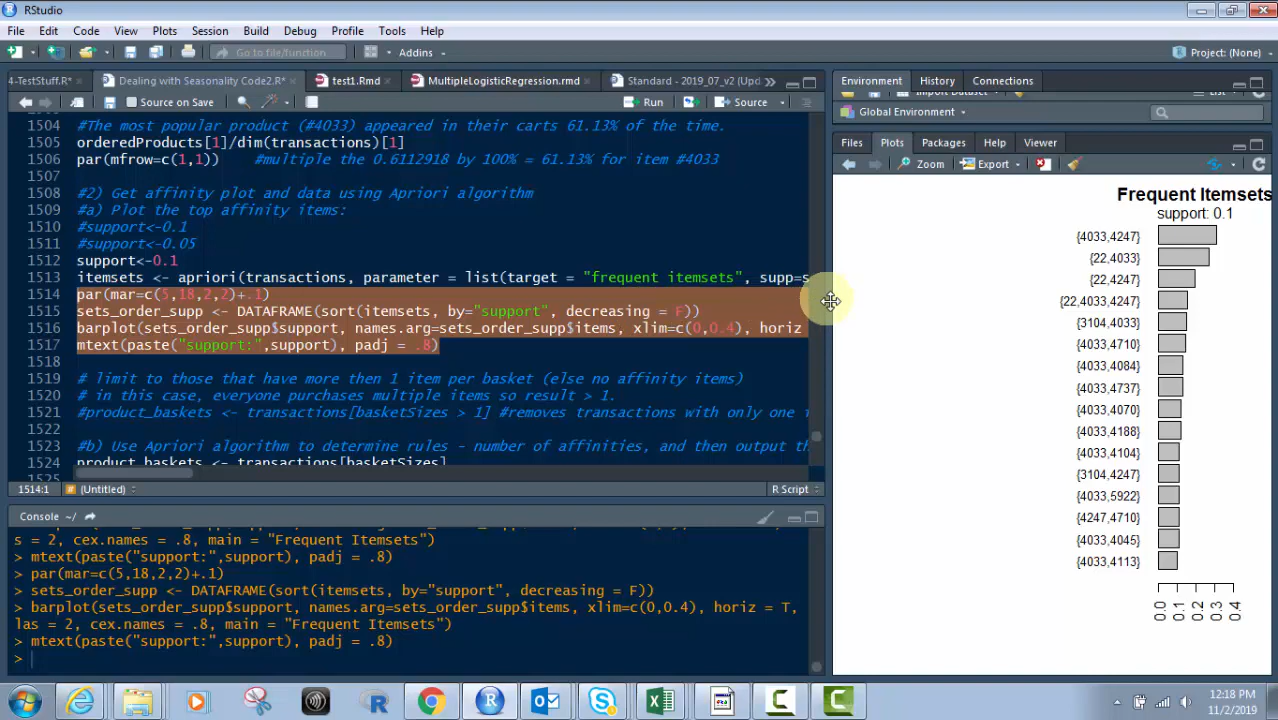 RStudio
File Edit Code View Plots Session Build Debug Profile Tools Help
Go to file/function Addins Project: (None)
4-TestStuff.R* Dealing with Seasonality Code2.R* test1.Rmd MultipleLogisticRegression.rmd Standard - 2019_07_v2 (Upd
Source on Save Run Source
1504 #The most popular product (#4033) appeared in their carts 61.13% of the time.
1505 orderedProducts[1]/dim(transactions)[1]
1506 par(mfrow=c(1,1)) #multiple the 0.6112918 by 100% = 61.13% for item #4033
1507
1508 #2) Get affinity plot and data using Apriori algorithm
1509 #a) Plot the top affinity items:
1510 #support<-0.1
1511 #support<-0.05
1512 support<-0.1
1513 itemsets <- apriori(transactions, parameter = list(target = "frequent itemsets", supp=s
1514 par(mar=c(5,18,2,2)+.1)
1515 sets_order_supp <- DATAFRAME(sort(itemsets, by="support", decreasing = F))
1516 barplot(sets_order_supp$support, names.arg=sets_order_supp$items, xlim=c(0,0.4), horiz
1517 mtext(paste("support:",support), padj = .8)
1518
1519 # limit to those that have more then 1 item per basket (else no affinity items)
1520 # in this case, everyone purchases multiple items so result > 1.
1521 #product_baskets <- transactions[basketSizes > 1] #removes transactions with only one i
1522
1523 #b) Use Apriori algorithm to determine rules - number of affinities, and then output th
1524 product_baskets <- transactions[basketSizes]
1525
1514:1 (Untitled) R Script
Console ~/
s = 2, cex.names = .8, main = "Frequent Itemsets")
> mtext(paste("support:",support), padj = .8)
> par(mar=c(5,18,2,2)+.1)
> sets_order_supp <- DATAFRAME(sort(itemsets, by="support", decreasing = F))
> barplot(sets_order_supp$support, names.arg=sets_order_supp$items, xlim=c(0,0.4), horiz = T,
las = 2, cex.names = .8, main = "Frequent Itemsets")
> mtext(paste("support:",support), padj = .8)
>
Environment History Connections
Import Dataset List
Global Environment
Files Plots Packages Help Viewer
Zoom Export
Frequent Itemsets
support: 0.1
{4033,4247}
{22,4033}
{22,4247}
{22,4033,4247}
{3104,4033}
{4033,4710}
{4033,4084}
{4033,4737}
{4033,4070}
{4033,4188}
{4033,4104}
{3104,4247}
{4033,5922}
{4247,4710}
{4033,4045}
{4033,4113}
0.0 0.1 0.2 0.3 0.4
12:18 PM
11/2/2019